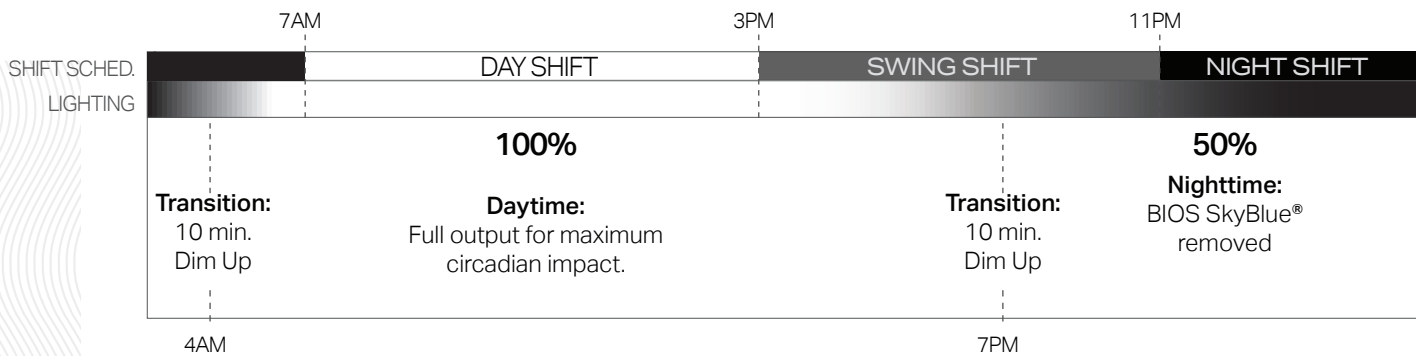 7AM 3PM 11PM
SHIFT SCHED. DAY SHIFT SWING SHIFT NIGHT SHIFT
LIGHTING
100% 50%
Transition:
10 min.
Dim Up
Daytime:
Full output for maximum
circadian impact.
Transition:
10 min.
Dim Up
Nighttime:
BIOS SkyBlue®
removed
4AM 7PM